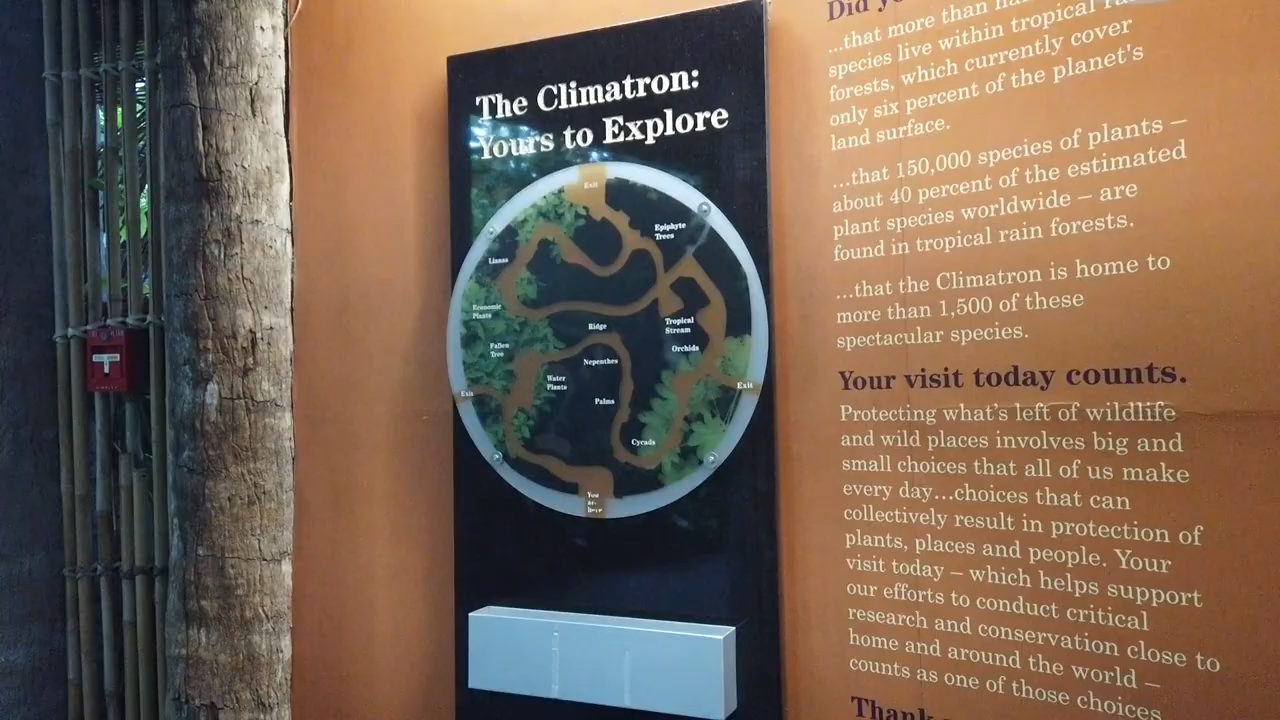 The Climatron:
Yours to Explore
Exit
Epiphyte
Trees
Lianas
Economic
Plants
Ridge
Tropical
Stream
Fallen
Tree
Orchids
Nepenthes
Water
Plants
Exit
Exit
Palms
Cycads
You
are
here
Did
...that more than
species live within tropical
forests, which currently cover
only six percent of the planet's
land surface.
...that 150,000 species of plants –
about 40 percent of the estimated
plant species worldwide – are
found in tropical rain forests.
...that the Climatron is home to
more than 1,500 of these
spectacular species.
Your visit today counts.
Protecting what's left of wildlife
and wild places involves big and
small choices that all of us make
every day...choices that can
collectively result in protection of
plants, places and people. Your
visit today – which helps support
our efforts to conduct critical
research and conservation close to
home and around the world –
counts as one of those choices
Thank